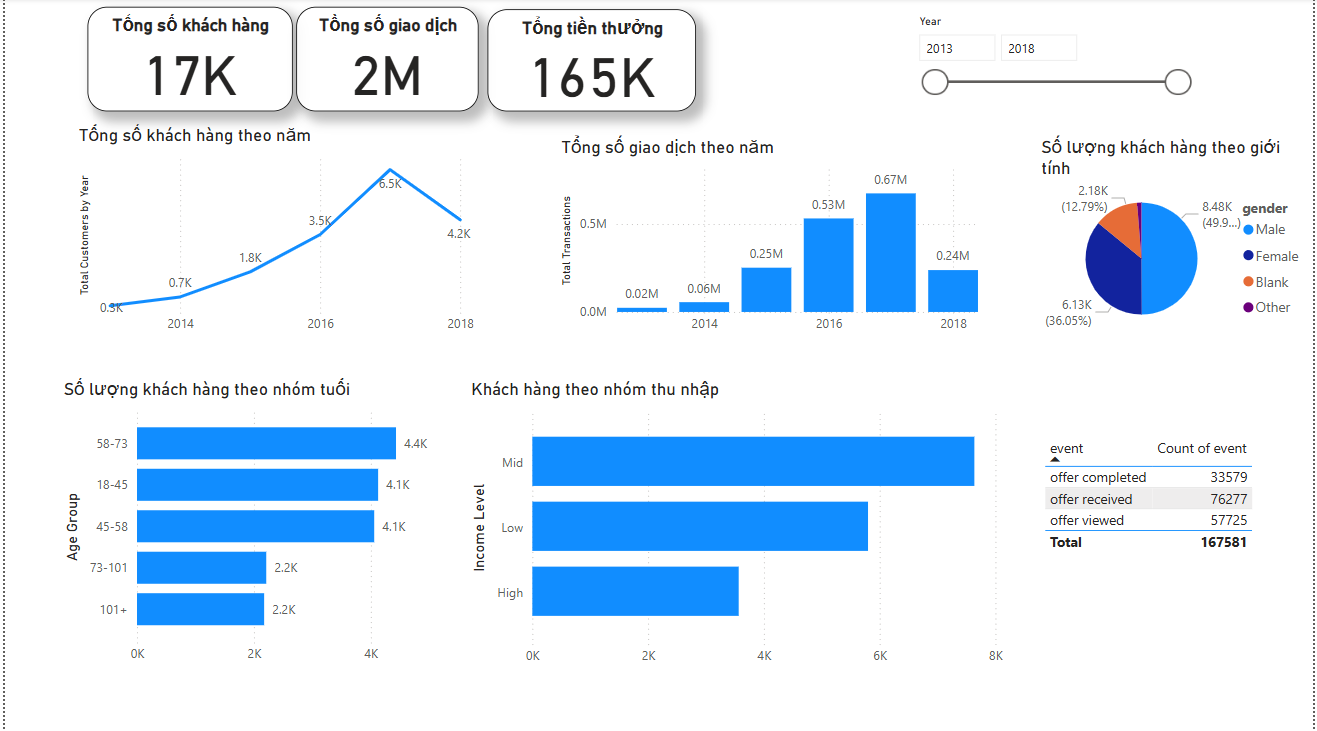 Tổng số khách hàng
17K
Tổng số giao dịch
2M
Tổng tiền thưởng
165K
Year
2013
2018
Tổng số khách hàng theo năm
Total Customers by Year
0.3K
0.7K
1.8K
3.5K
6.5K
4.2K
2014
2016
2018
Tổng số giao dịch theo năm
Total Transactions
0.5M
0.0M
0.02M
0.06M
0.25M
0.53M
0.67M
0.24M
2014
2016
2018
Số lượng khách hàng theo giới
tính
2.18K
(12.79%)
8.48K
(49.9...)
6.13K
(36.05%)
gender
Male
Female
Blank
Other
Số lượng khách hàng theo nhóm tuổi
Age Group
58-73
4.4K
18-45
4.1K
45-58
4.1K
73-101
2.2K
101+
2.2K
0K
2K
4K
Khách hàng theo nhóm thu nhập
Income Level
Mid
Low
High
0K
2K
4K
6K
8K
event Count of event
offer completed 33579
offer received 76277
offer viewed 57725
Total 167581